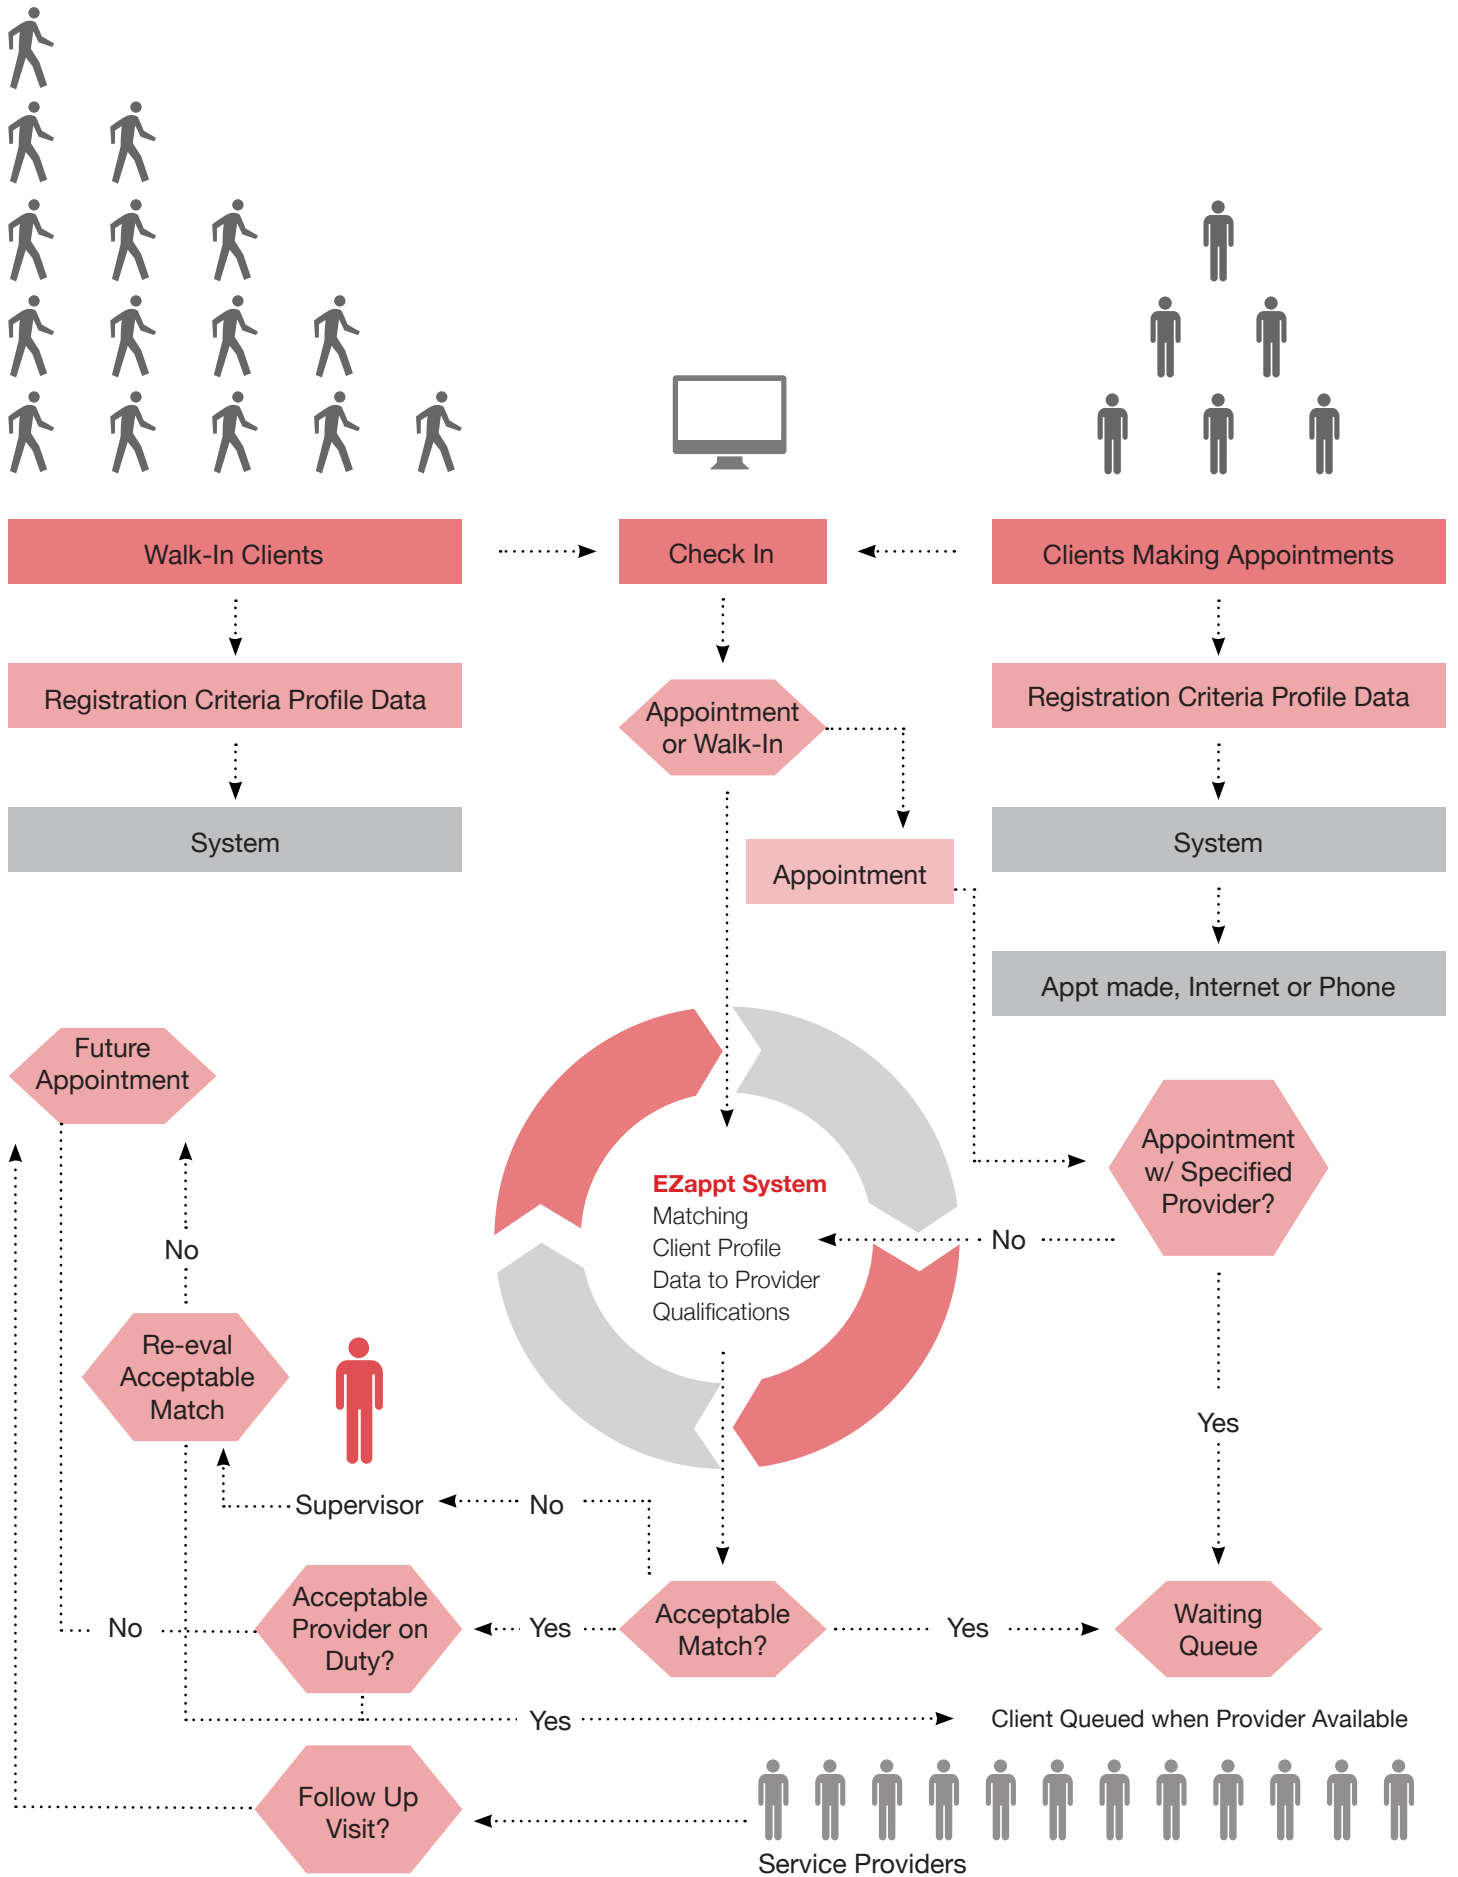 Walk-In Clients
Check In
Clients Making Appointments
Registration Criteria Profile Data
Appointment
or Walk-In
Registration Criteria Profile Data
System
Appointment
System
Appt made, Internet or Phone
Future
Appointment
Appointment
w/ Specified
Provider?
EZappt System
Matching
Client Profile
Data to Provider
Qualifications
No
No
Re-eval
Acceptable
Match
Yes
Supervisor
No
Acceptable
Provider on
Duty?
No
Yes
Acceptable
Match?
Yes
Waiting
Queue
Yes
Client Queued when Provider Available
Follow Up
Visit?
Service Providers